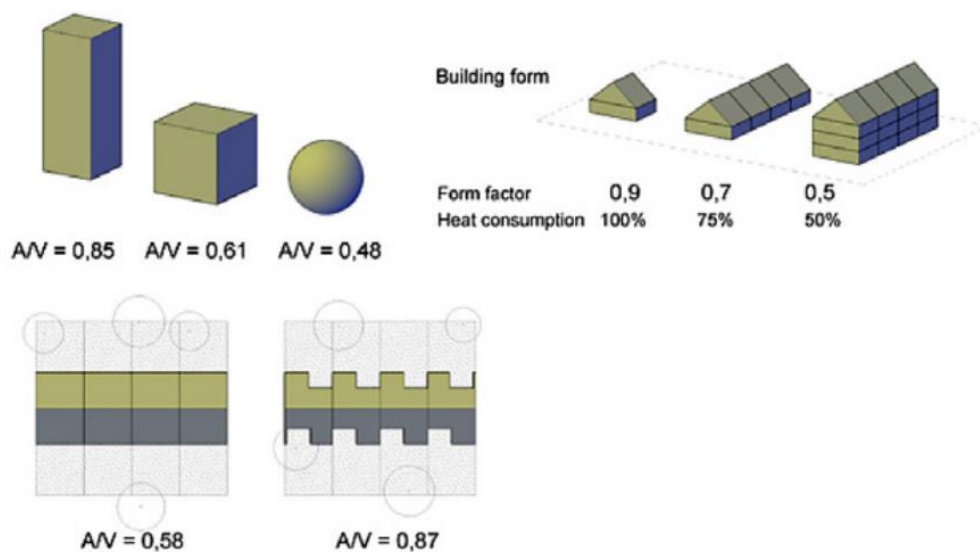 A/V = 0,85
A/V = 0,61
A/V = 0,48
Building form
Form factor 0,9 0,7 0,5
Heat consumption 100% 75% 50%
A/V = 0,58
A/V = 0,87